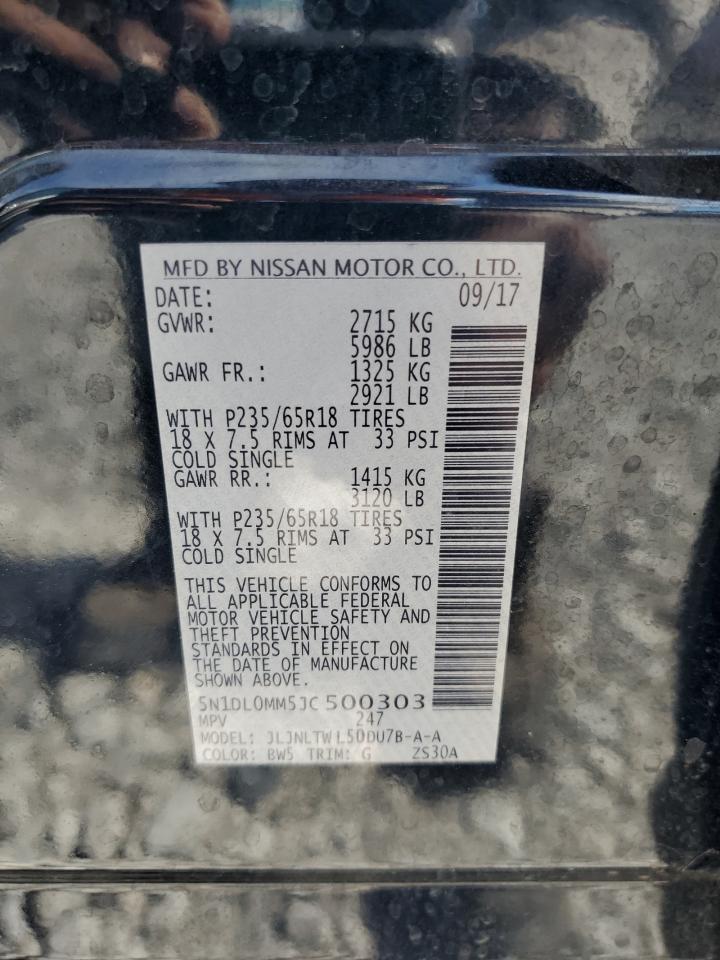 MFD BY NISSAN MOTOR CO., LTD.
DATE: 09/17
GVWR: 2715 KG
5986 LB
GAWR FR.: 1325 KG
2921 LB
WITH P235/65R18 TIRES
18 X 7.5 RIMS AT 33 PSI
COLD SINGLE
GAWR RR.: 1415 KG
3120 LB
WITH P235/65R18 TIRES
18 X 7.5 RIMS AT 33 PSI
COLD SINGLE
THIS VEHICLE CONFORMS TO
ALL APPLICABLE FEDERAL
MOTOR VEHICLE SAFETY AND
THEFT PREVENTION
STANDARDS IN EFFECT ON
THE DATE OF MANUFACTURE
SHOWN ABOVE.
5N1DL0MM5JC500303
MPV 247
MODEL: JLJNLTWL50DU7B-A-A
COLOR: BW5 TRIM: G ZS30A